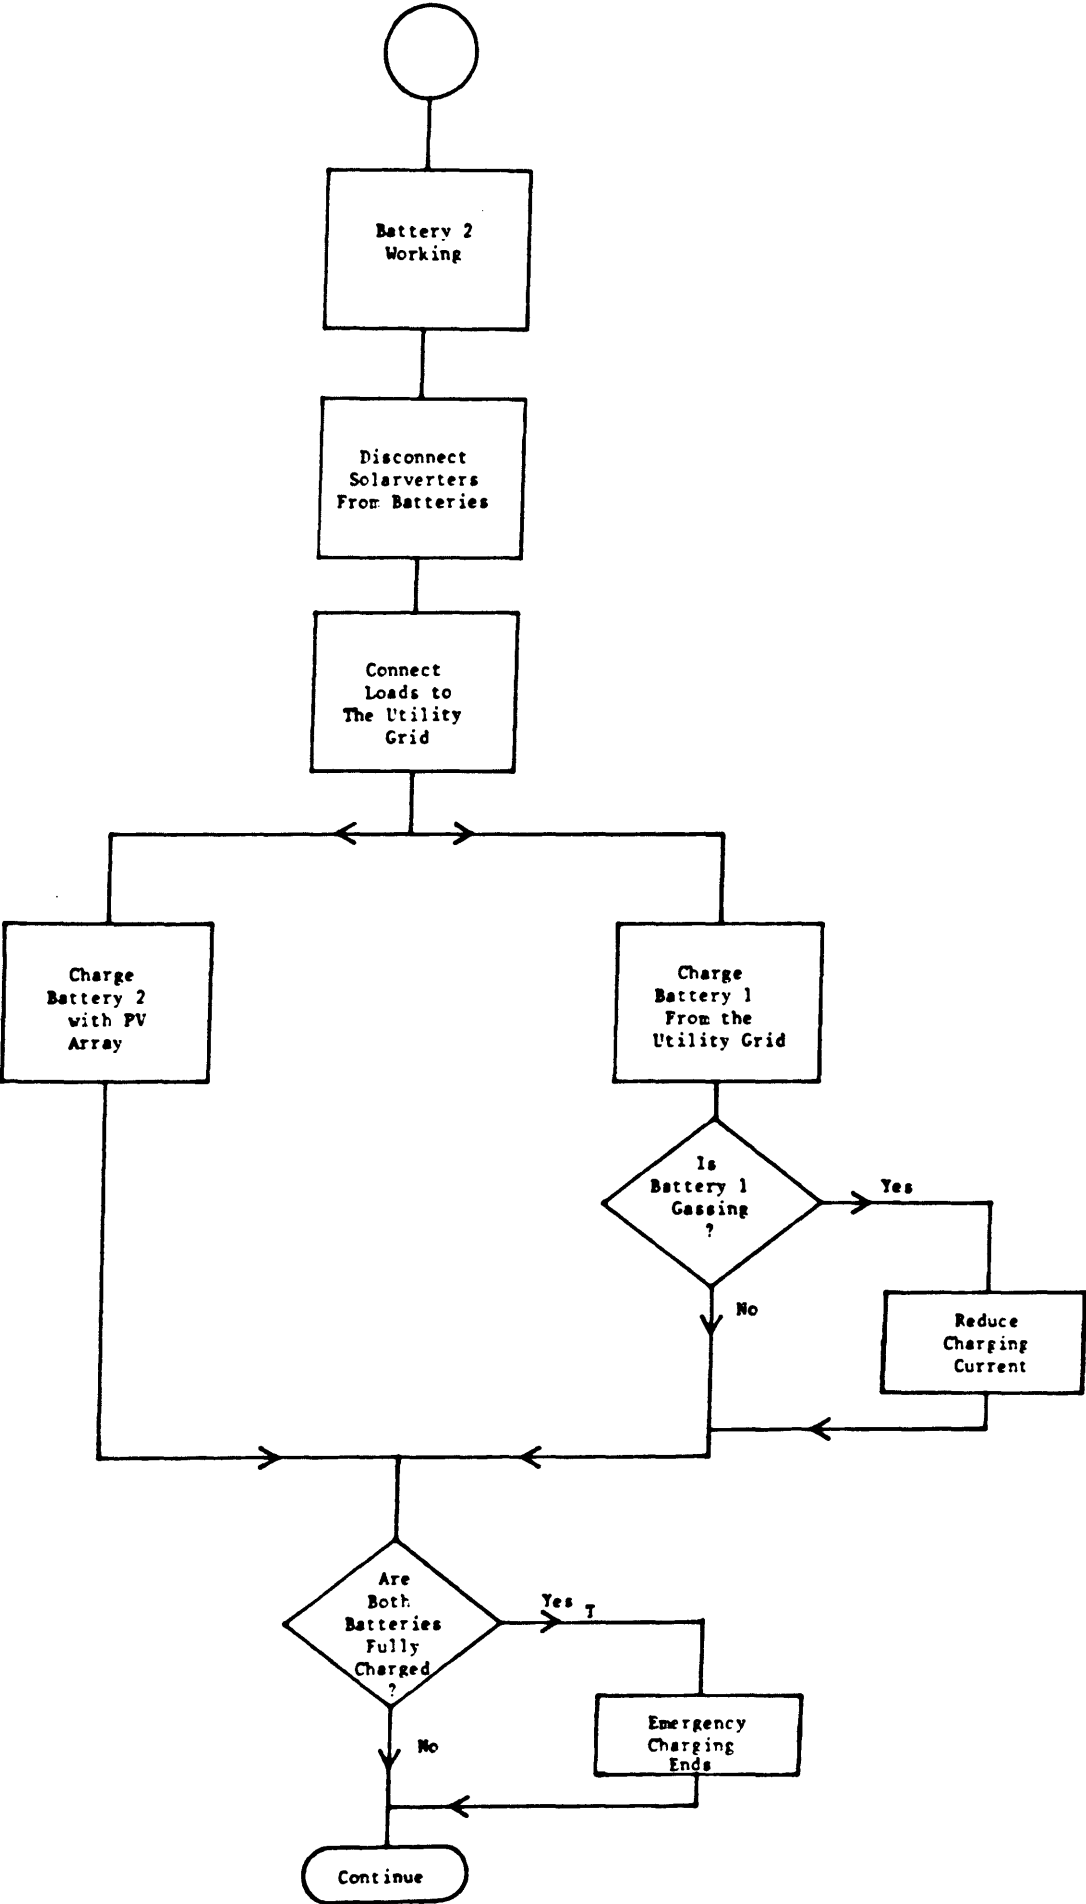 Battery 2
Working
Disconnect
Solarverters
From Batteries
Connect
Loads to
The Utility
Grid
Charge
Battery 2
with PV
Array
Charge
Battery 1
From the
Utility Grid
Is
Battery 1
Gassing
?
Yes
No
Reduce
Charging
Current
Are
Both
Batteries
Fully
Charged
?
Yes T
No
Emergency
Charging
Ends
Continue